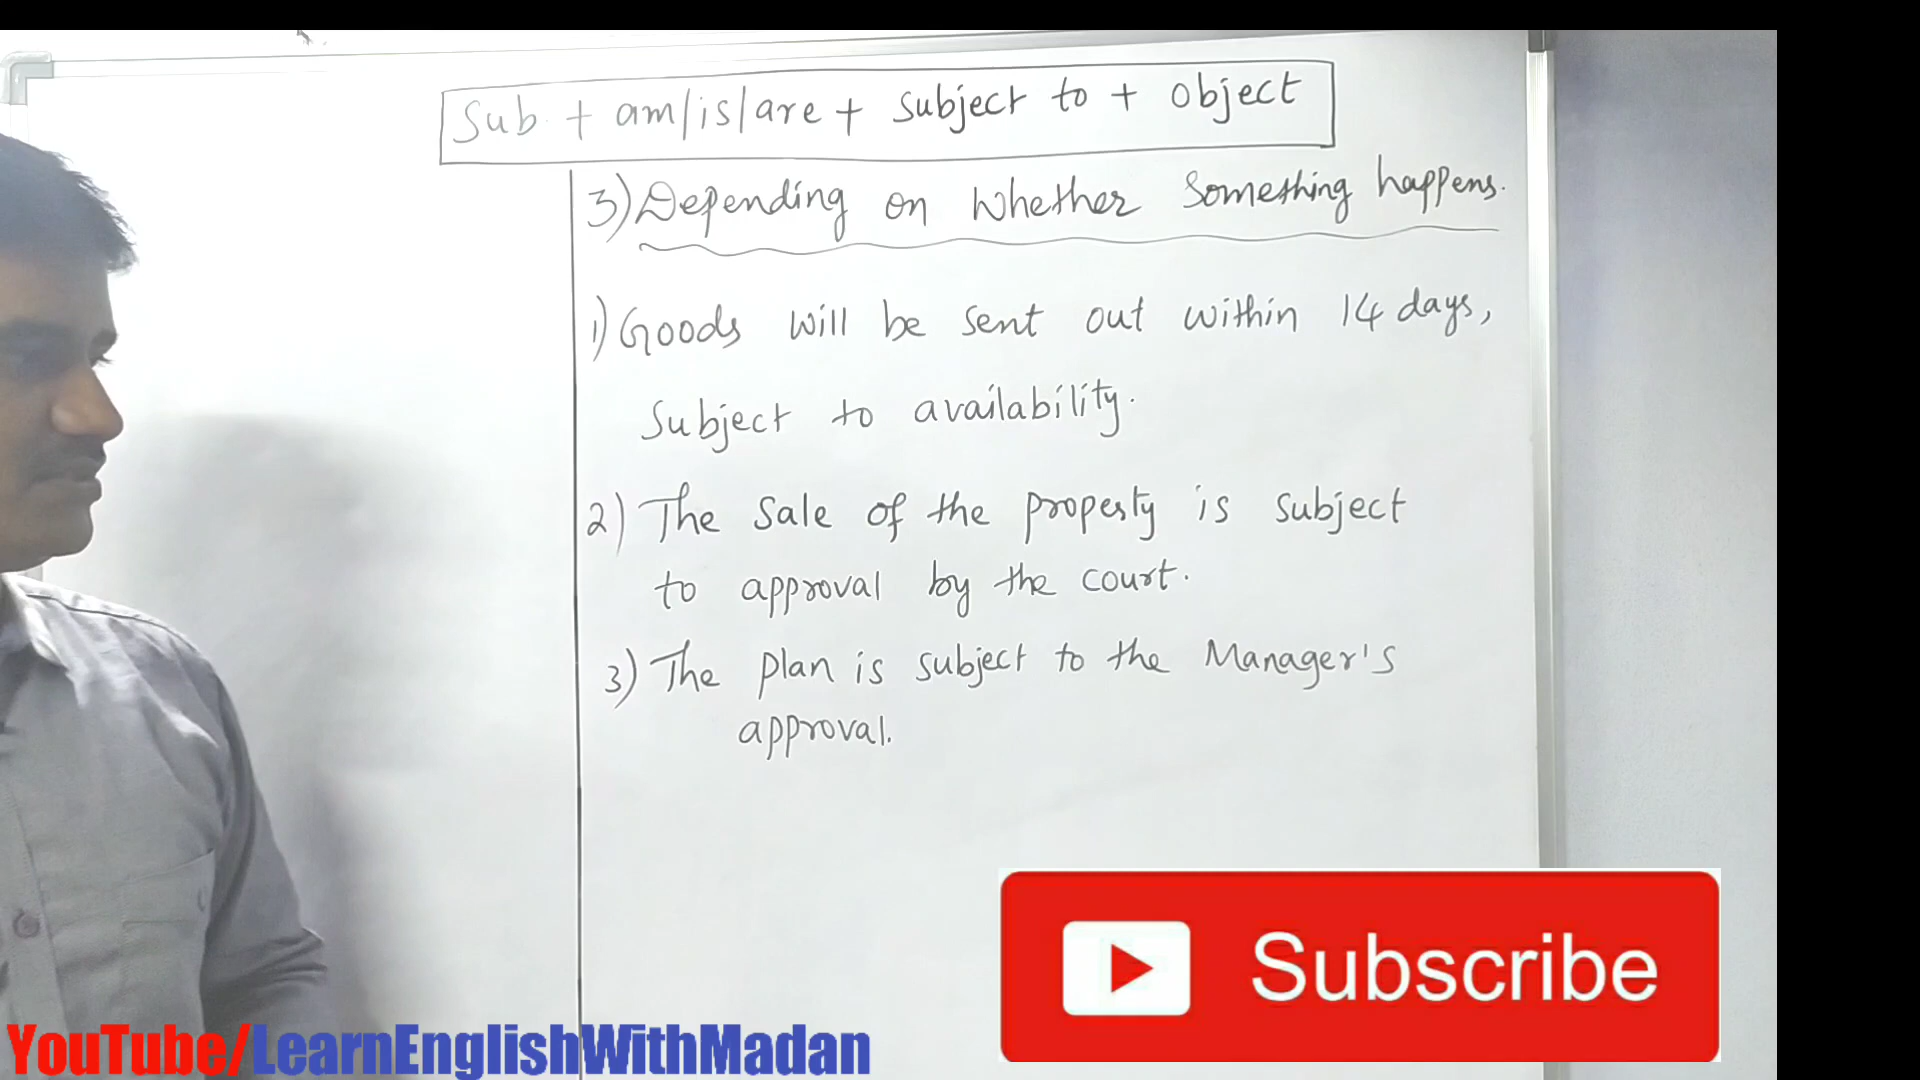 Sub. + am/is/are + subject to + object
3) Depending on whether something happens.
1) Goods will be sent out within 14 days,
Subject to availability.
2) The sale of the property is subject
to approval by the court.
3) The plan is subject to the Manager's
approval.
Subscribe
YouTube/LearnEnglishWithMadan